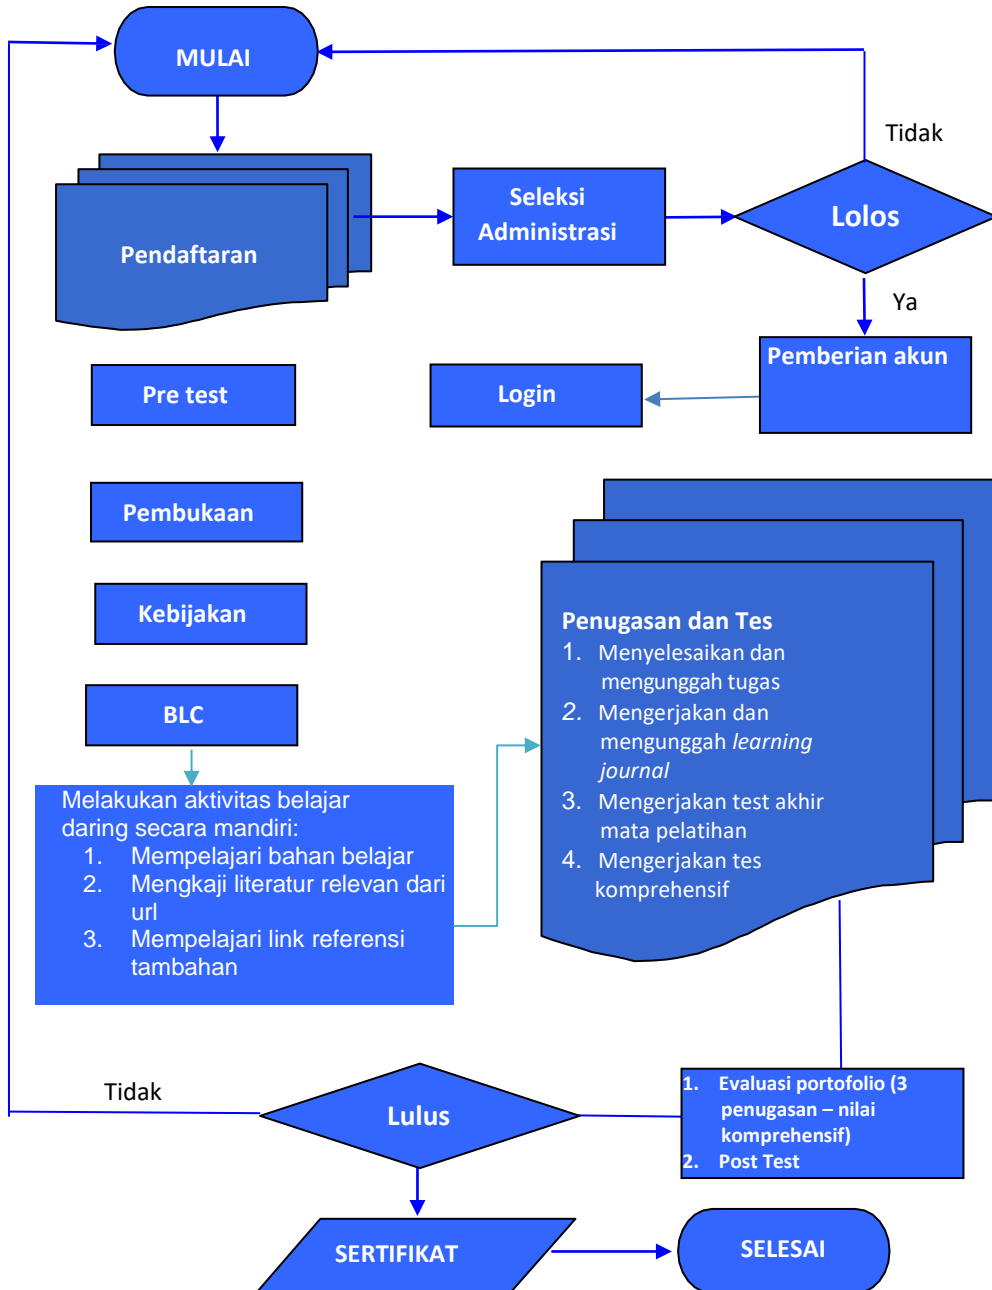 MULAI
Tidak
Pendaftaran
Seleksi
Administrasi
Lolos
Ya
Pemberian akun
Login
Pre test
Pembukaan
Kebijakan
BLC
Melakukan aktivitas belajar
daring secara mandiri:
1. Mempelajari bahan belajar
2. Mengkaji literatur relevan dari
url
3. Mempelajari link referensi
tambahan
Penugasan dan Tes
1. Menyelesaikan dan
mengunggah tugas
2. Mengerjakan dan
mengunggah learning
journal
3. Mengerjakan test akhir
mata pelatihan
4. Mengerjakan tes
komprehensif
1. Evaluasi portofolio (3
penugasan – nilai
komprehensif)
2. Post Test
Lulus
Tidak
SERTIFIKAT
SELESAI